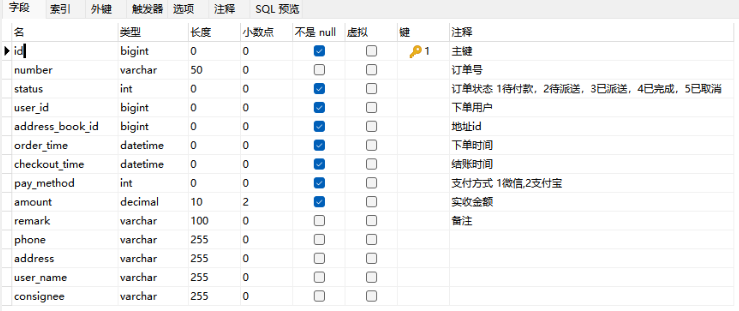 字段 索引 外键 触发器 选项 注释 SQL 预览
名 类型 长度 小数点 不是 null 虚拟 键 注释
id bigint 0 0 1 主键
number varchar 50 0 订单号
status int 0 0 订单状态 1待付款，2待派送，3已派送，4已完成，5已取消
user_id bigint 0 0 下单用户
address_book_id bigint 0 0 地址id
order_time datetime 0 0 下单时间
checkout_time datetime 0 0 结账时间
pay_method int 0 0 支付方式 1微信,2支付宝
amount decimal 10 2 实收金额
remark varchar 100 0 备注
phone varchar 255 0
address varchar 255 0
user_name varchar 255 0
consignee varchar 255 0